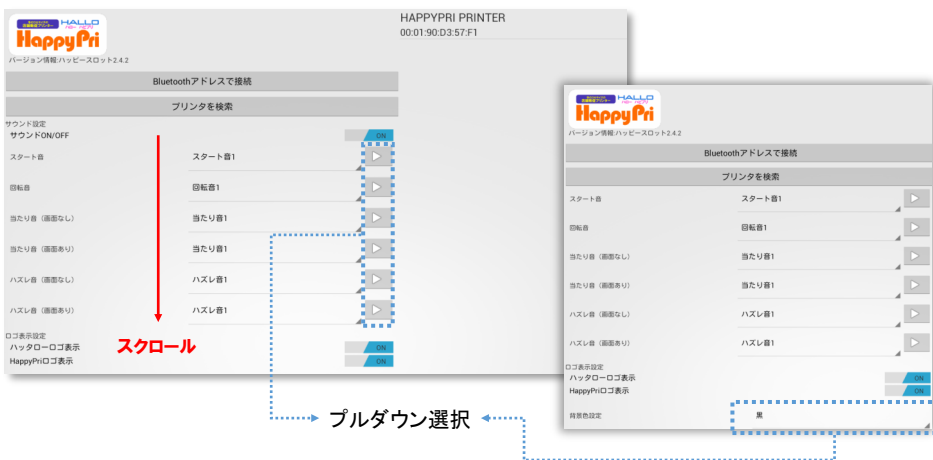 HALLO
HappyPri
バージョン情報:ハッピースロット2.4.2
HAPPYPRI PRINTER
00:01:90:D3:57:F1
Bluetoothアドレスで接続
プリンタを検索
サウンド設定
サウンドON/OFF ON
スタート音 スタート音1
回転音 回転音1
当たり音（画面なし） 当たり音1
当たり音（画面あり） 当たり音1
ハズレ音（画面なし） ハズレ音1
ハズレ音（画面あり） ハズレ音1
ロゴ表示設定
ハッタローロゴ表示 ON
HappyPriロゴ表示 ON
スクロール
プルダウン選択
HALLO
HappyPri
バージョン情報:ハッピースロット2.4.2
Bluetoothアドレスで接続
プリンタを検索
スタート音 スタート音1
回転音 回転音1
当たり音（画面なし） 当たり音1
当たり音（画面あり） 当たり音1
ハズレ音（画面なし） ハズレ音1
ハズレ音（画面あり） ハズレ音1
ロゴ表示設定
ハッタローロゴ表示 ON
HappyPriロゴ表示 ON
背景色設定 黒